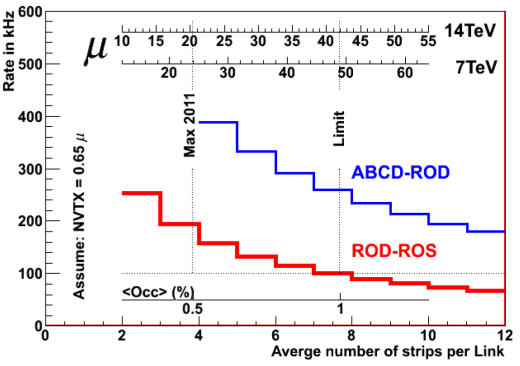 Rate in kHz
600
500
400
300
200
100
0
μ
10 15 20 25 30 35 40 45 50 55 14TeV
20 30 40 50 60 7TeV
Max 2011
Limit
Assume: NVTX = 0.65 μ
ABCD-ROD
ROD-ROS
<Occ> (%)
0.5 1
0 2 4 6 8 10 12
Averge number of strips per Link